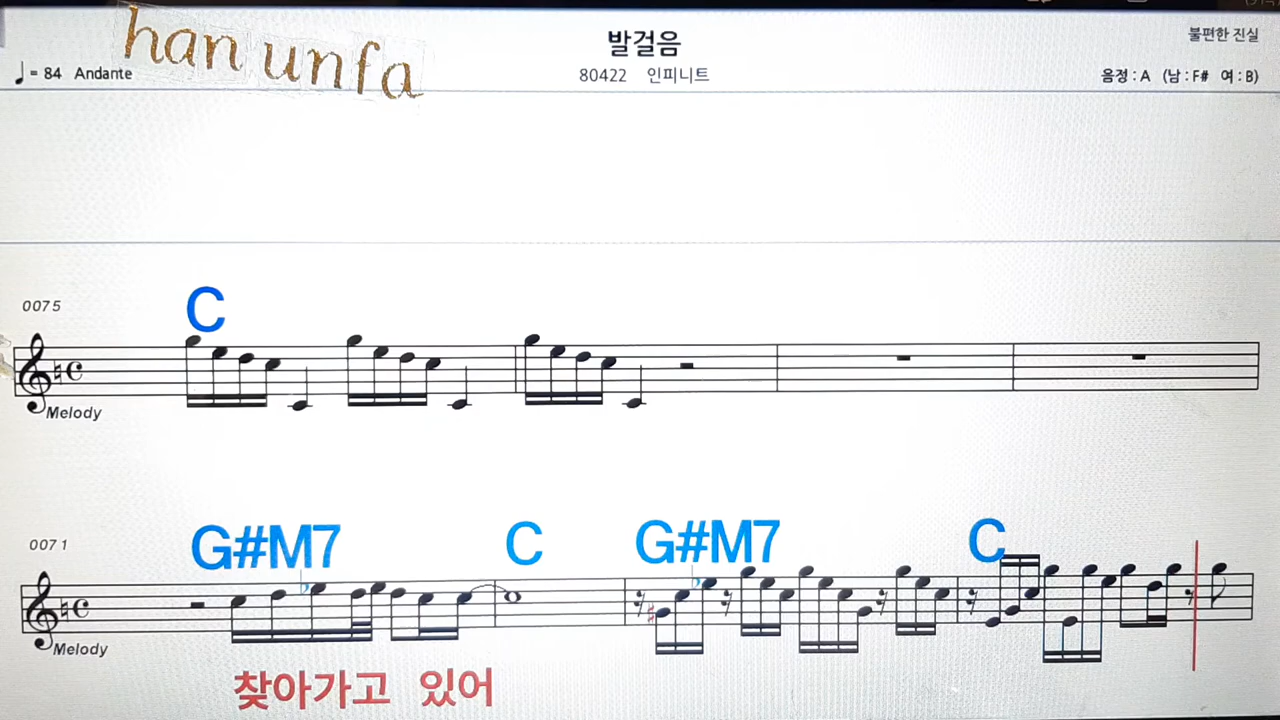 han unfa
발걸음
불편한 진실
♩= 84 Andante
80422 인피니트
음정 : A (남 : F# 여 : B)
0075
C
Melody
0071
G#M7 C G#M7 C
Melody
찾아가고 있어